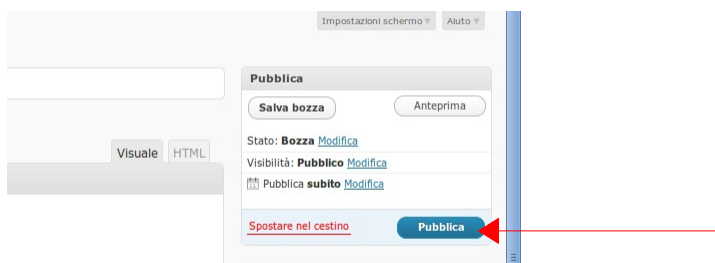 Impostazioni schermo Aiuto
Pubblica
Salva bozza Anteprima
Stato: Bozza Modifica
Visuale HTML
Visibilità: Pubblico Modifica
Pubblica subito Modifica
Spostare nel cestino Pubblica